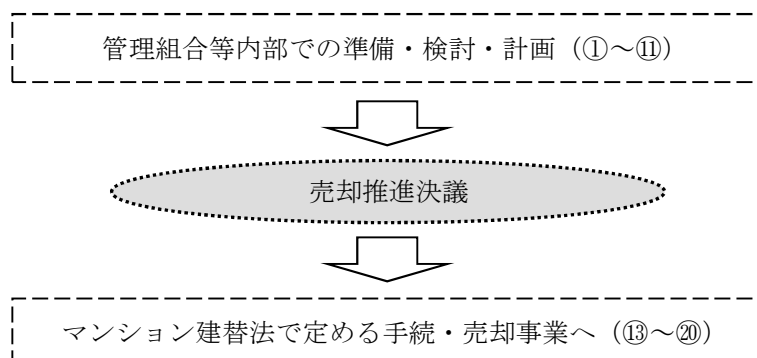 管理組合等内部での準備・検討・計画（①～⑪）
売却推進決議
マンション建替法で定める手続・売却事業へ（⑬～⑳）